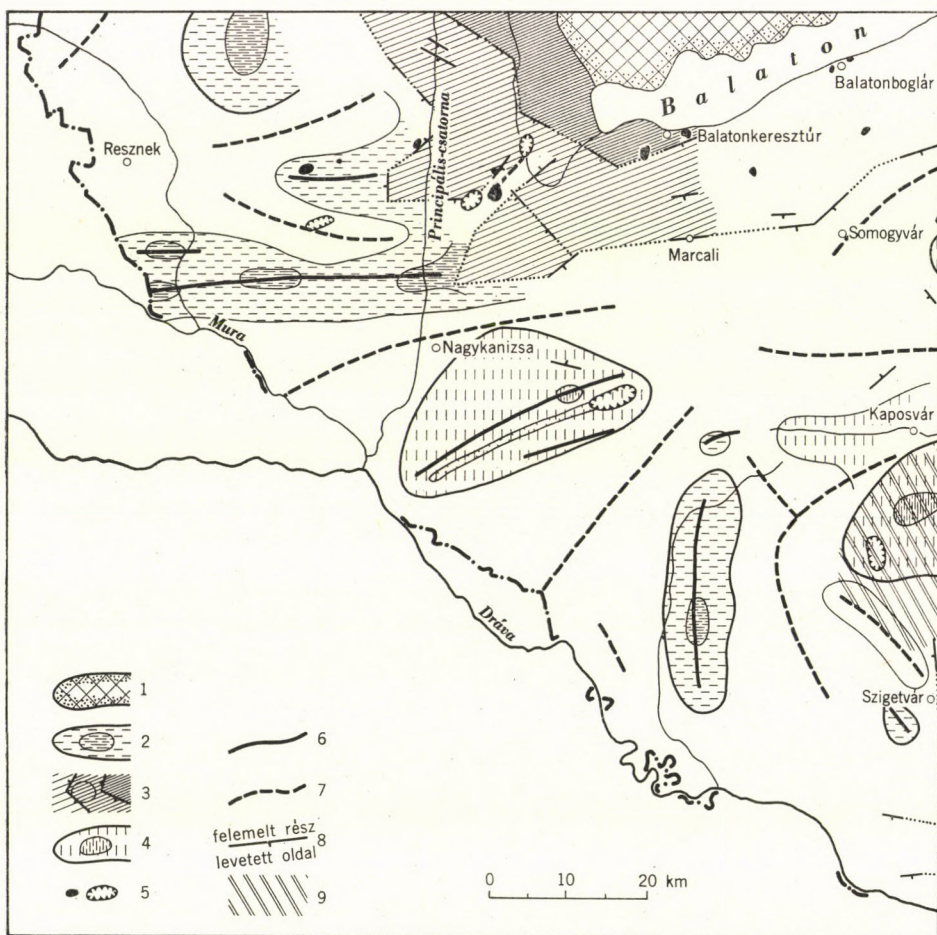 Balaton
Balatonboglár
Balatonkeresztúr
Resznek
Principális-csatorna
Somogyvár
Marcali
Mura
Nagykanizsa
Kaposvár
Dráva
Szigetvár
1
2
3
4
5
6
7
felemelt rész
levetett oldal
8
9
0 10 20 km